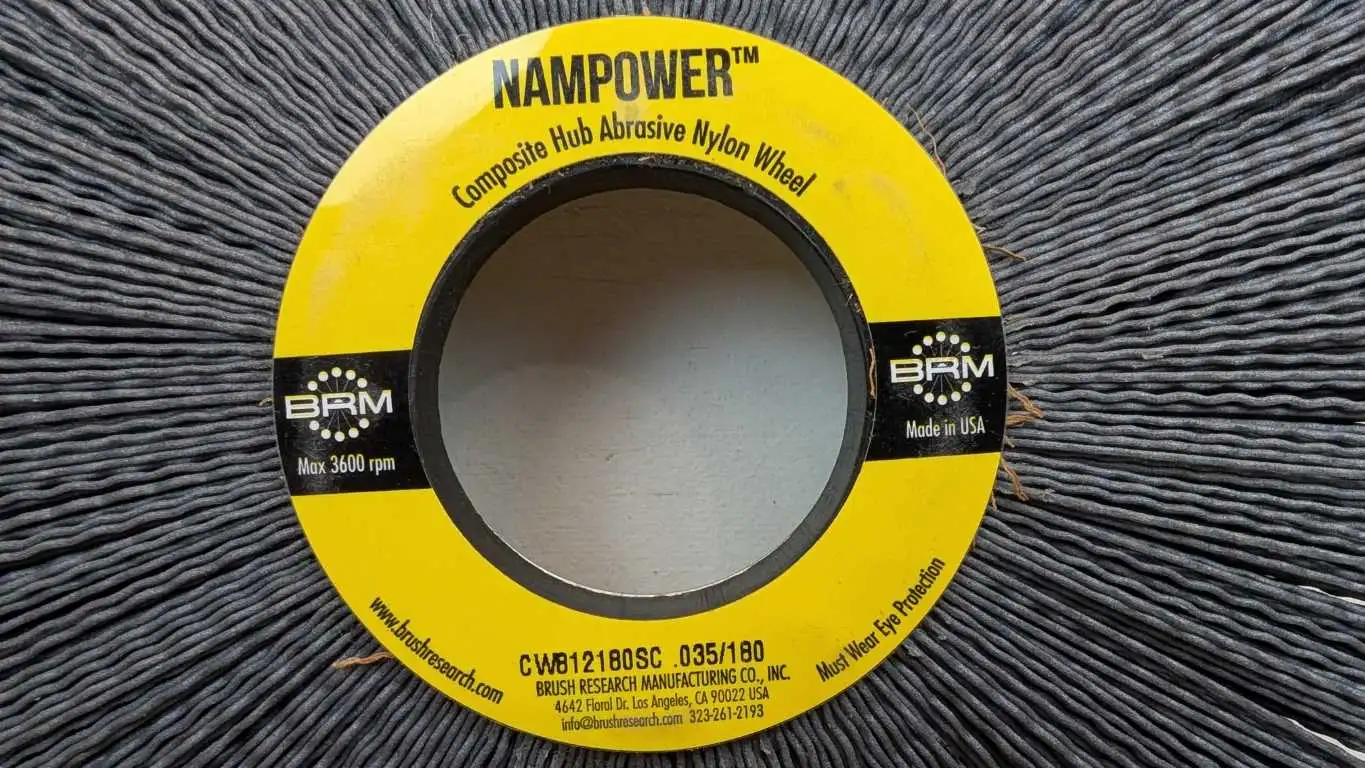 NAMPOWER™
Composite Hub Abrasive Nylon Wheel
BRM
Max 3600 rpm
BRM
Made in USA
www.brushresearch.com
CWB12180SC .035/180
BRUSH RESEARCH MANUFACTURING CO., INC.
4642 Floral Dr. Los Angeles, CA 90022 USA
info@brushresearch.com 323-261-2193
Must Wear Eye Protection